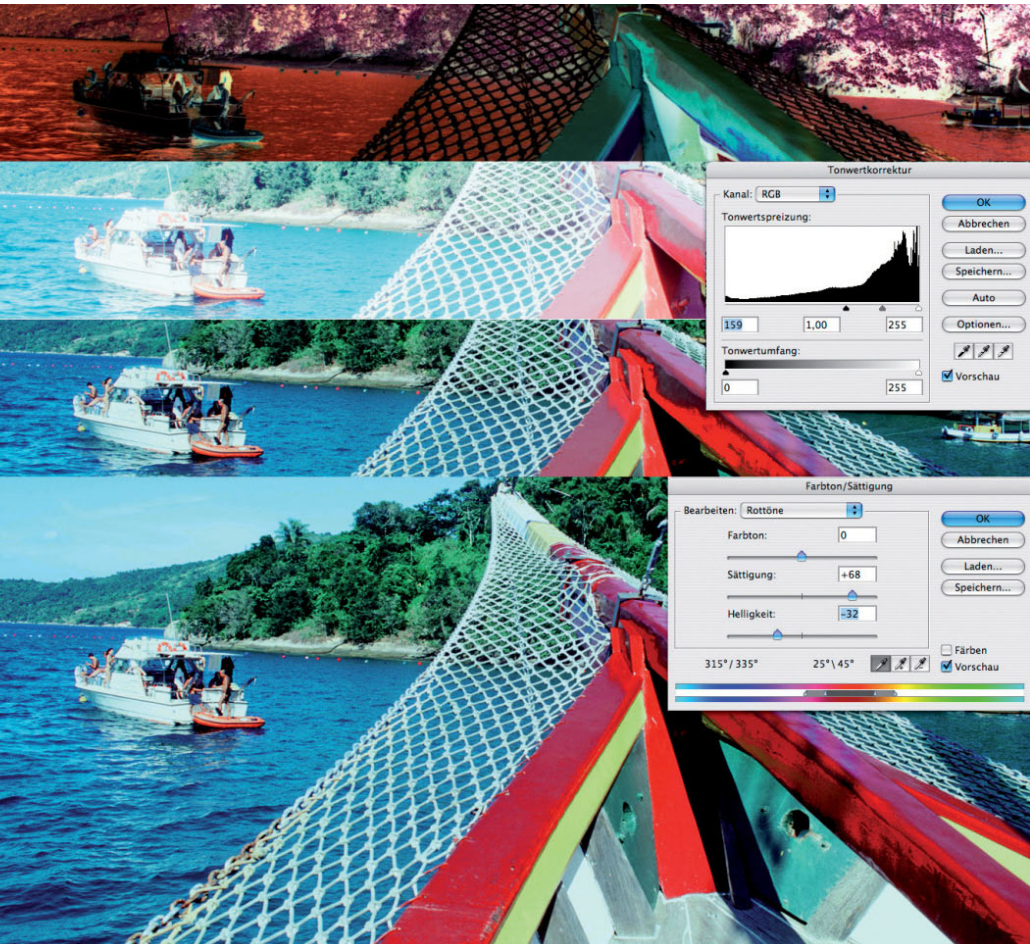 Tonwertkorrektur
Kanal: RGB
OK
Tonwertspreizung:
Abbrechen
Laden...
Speichern...
Auto
159 1,00 255
Optionen...
Tonwertumfang:
Vorschau
0 255
Farbton/Sättigung
Bearbeiten: Rottöne
OK
Farbton: 0
Abbrechen
Laden...
Sättigung: +68
Speichern...
Helligkeit: -32
Färben
315°/335° 25°\45°
Vorschau